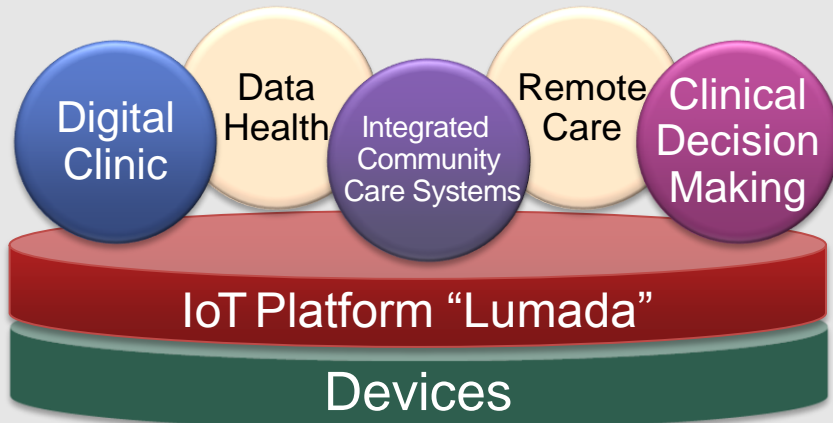 Digital
Clinic
Data
Health
Integrated
Community
Care Systems
Remote
Care
Clinical
Decision
Making
IoT Platform “Lumada”
Devices